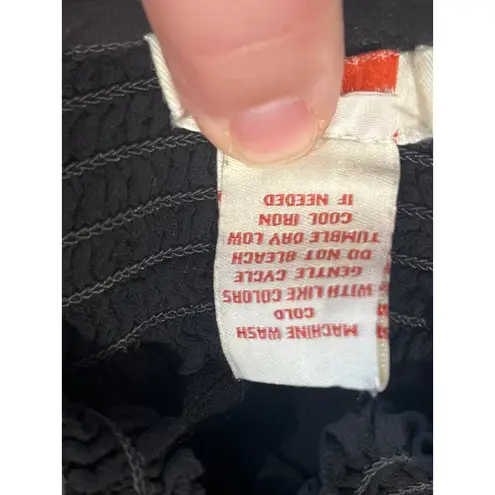 MACHINE WASH
COLD
WITH LIKE COLORS
GENTLE CYCLE
DO NOT BLEACH
TUMBLE DRY LOW
COOL IRON
IF NEEDED